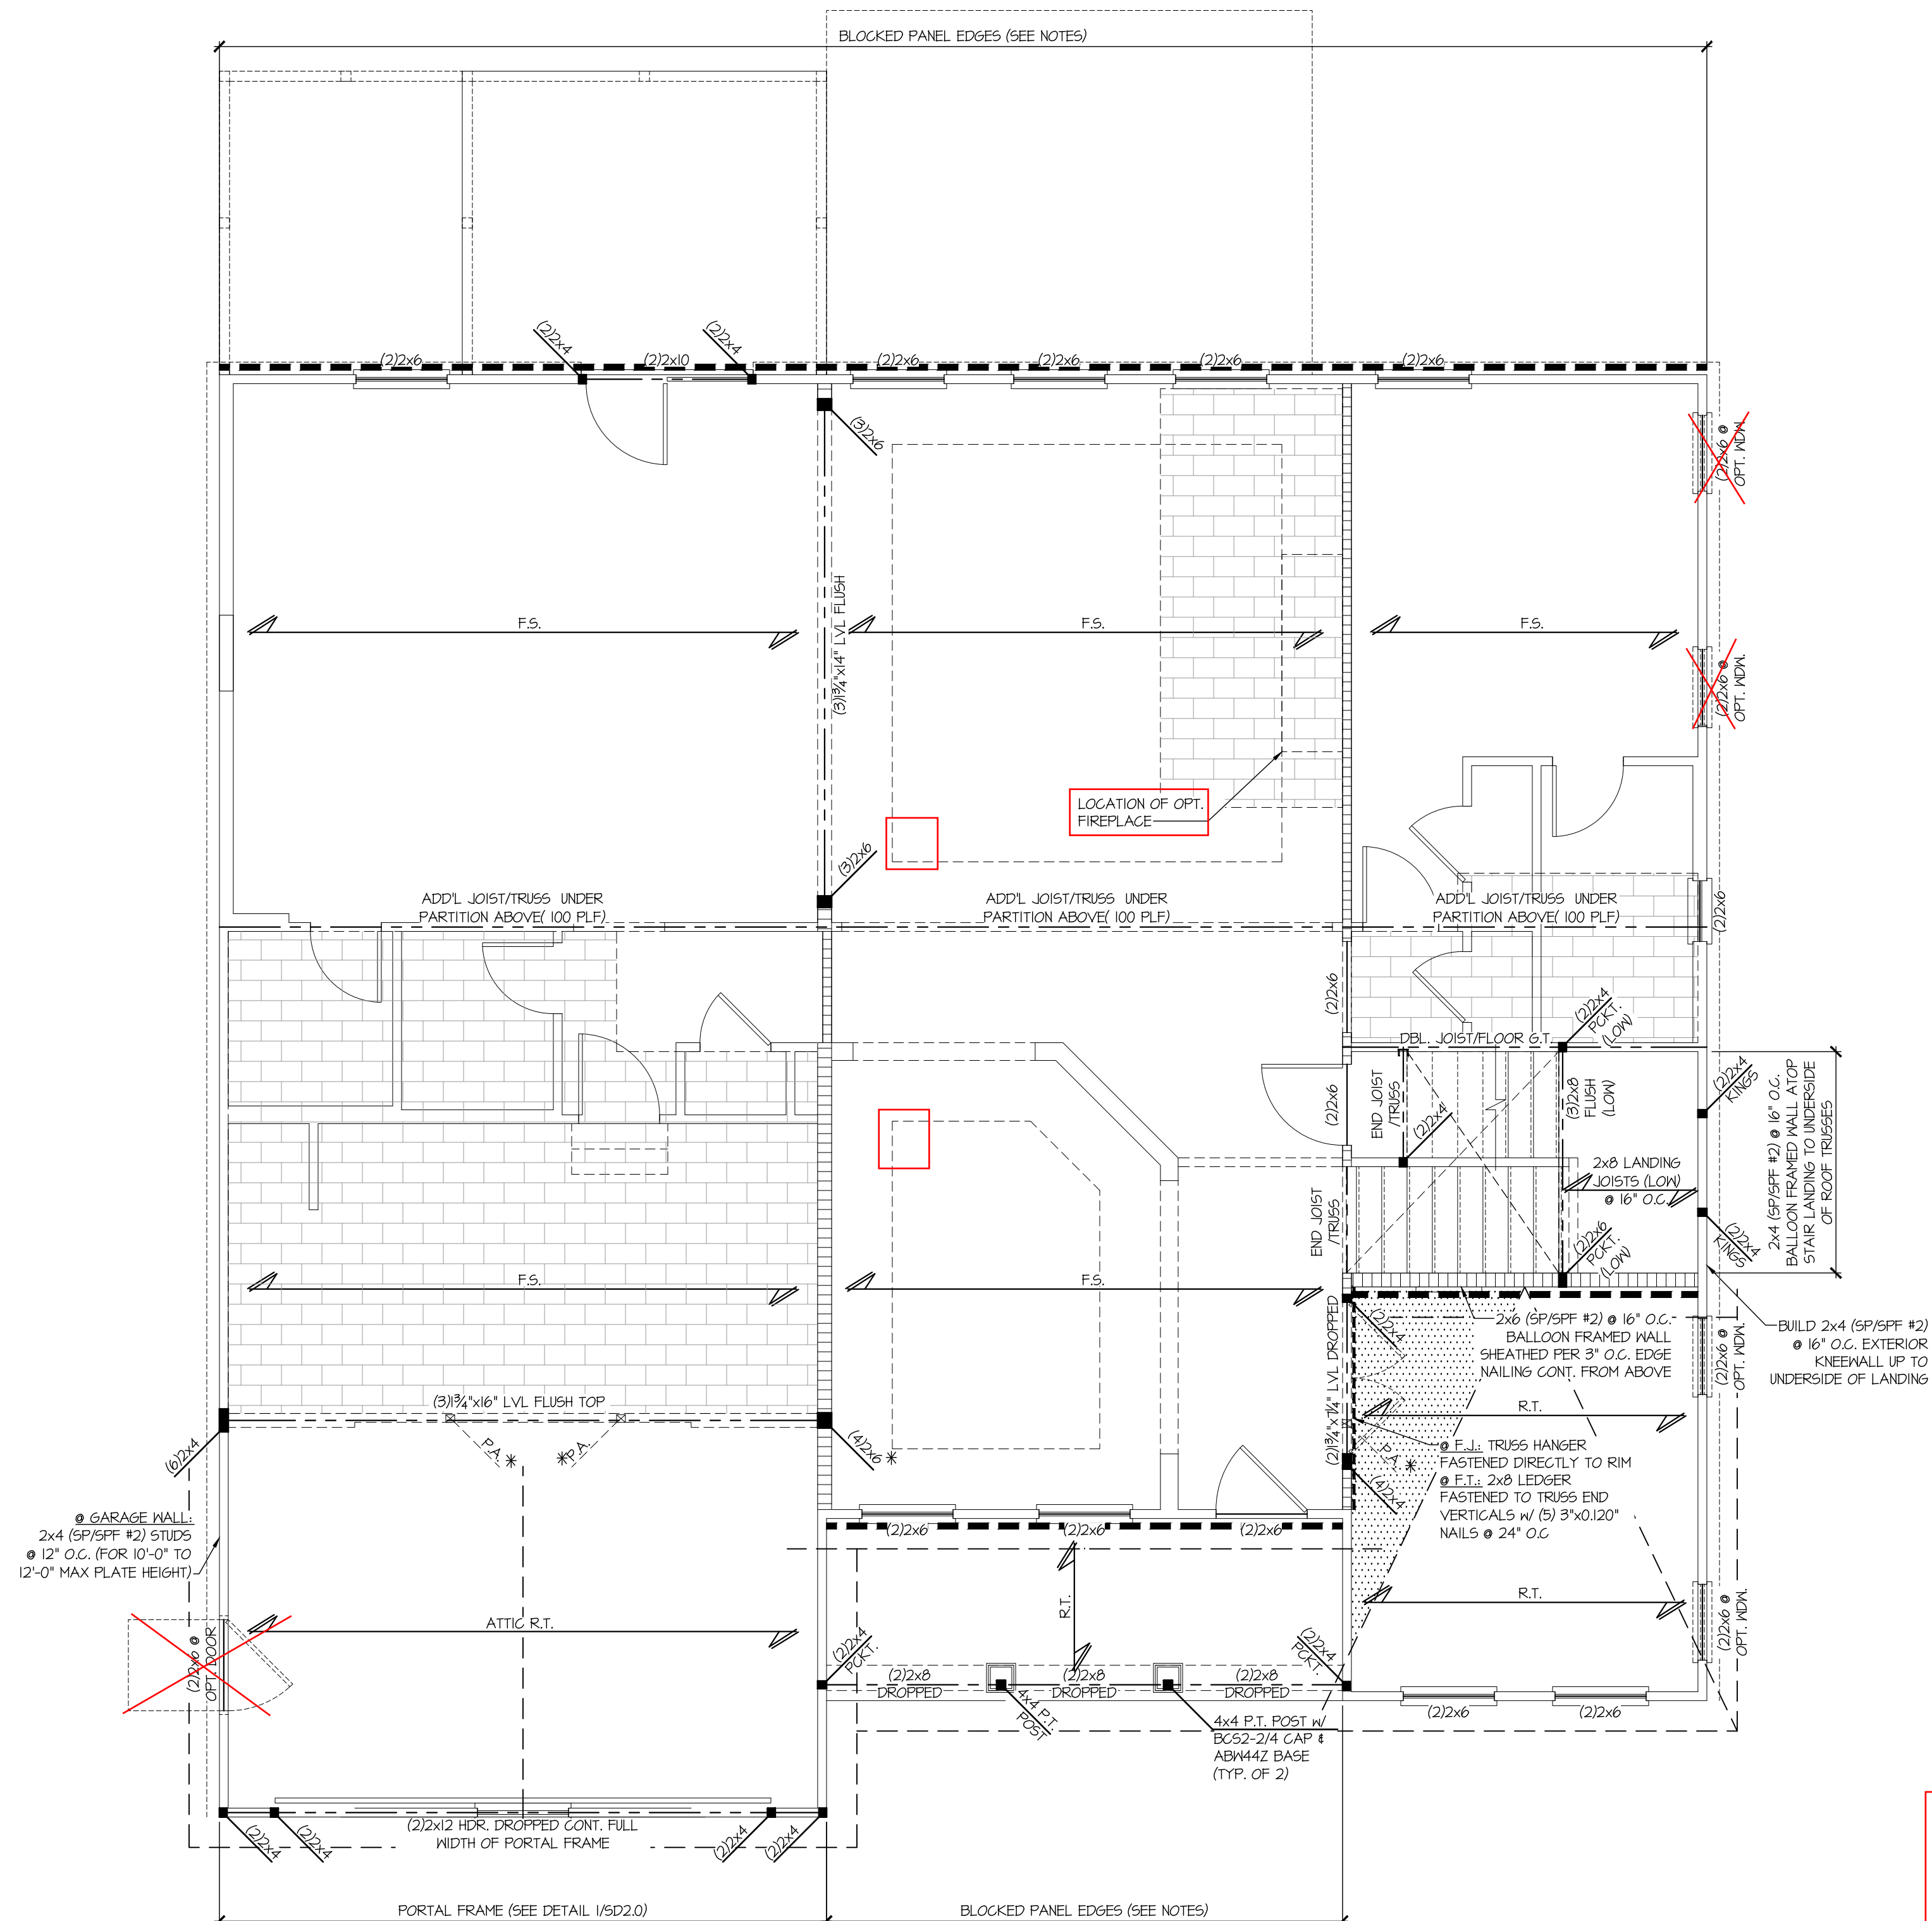 BLOCKED PANEL EDGES (SEE NOTES)
(2)2x4
(2)2x4
(2)2x6
(2)2x10
(2)2x6
(2)2x6
(2)2x6
(2)2x6
(3)2x6
(2)2x6 @
OPT. WDW.
(3)1¾"x14" LVL FLUSH
F.S.
F.S.
F.S.
(2)2x6 @
OPT. WDW.
LOCATION OF OPT.
FIREPLACE
(3)2x6
ADD'L JOIST/TRUSS UNDER
PARTITION ABOVE( 100 PLF)
ADD'L JOIST/TRUSS UNDER
PARTITION ABOVE( 100 PLF)
ADD'L JOIST/TRUSS UNDER
PARTITION ABOVE( 100 PLF)
(2)2x6
(2)2x6
(2)2x4
PCKT.
(LOW)
DBL. JOIST/FLOOR G.T.
(2)2x6
END JOIST
/TRUSS
(2)2x4
(3)2x8
FLUSH
(LOW)
(2)2x4
KINGS
2x4 (SP/SPF #2) @ 16" O.C.
BALLOON FRAMED WALL ATOP
STAIR LANDING TO UNDERSIDE
OF ROOF TRUSSES
2x8 LANDING
JOISTS (LOW)
@ 16" O.C.
END JOIST
/TRUSS
(2)2x6
PCKT.
(LOW)
(2)2x4
KINGS
F.S.
F.S.
(2)2x4
2x6 (SP/SPF #2) @ 16" O.C.
BALLOON FRAMED WALL
SHEATHED PER 3" O.C. EDGE
NAILING CONT. FROM ABOVE
BUILD 2x4 (SP/SPF #2)
@ 16" O.C. EXTERIOR
KNEEWALL UP TO
UNDERSIDE OF LANDING
(2)2x6 @
OPT. WDW.
(3)1¾"x16" LVL FLUSH TOP
(2)1¾"x7¼" LVL DROPPED
R.T.
P.A. *
*P.A.
(6)2x4
(4)2x6 *
P.A. *
(4)2x4
@ F.J.: TRUSS HANGER
FASTENED DIRECTLY TO RIM
@ F.T.: 2x8 LEDGER
FASTENED TO TRUSS END
VERTICALS W/ (5) 3"x0.120"
NAILS @ 24" O.C
@ GARAGE WALL:
2x4 (SP/SPF #2) STUDS
@ 12" O.C. (FOR 10'-0" TO
12'-0" MAX PLATE HEIGHT)
(2)2x6
(2)2x6
(2)2x6
R.T.
R.T.
(2)2x6 @
OPT. WDW.
ATTIC R.T.
(2)2x6 @
OPT. DOOR
(2)2x4
PCKT.
(2)2x4
PCKT.
(2)2x8
DROPPED
(2)2x8
DROPPED
(2)2x8
DROPPED
4x4 P.T.
POST
4x4 P.T. POST W/
BCS2-2/4 CAP &
ABW44Z BASE
(TYP. OF 2)
(2)2x6
(2)2x6
(2)2x12 HDR. DROPPED CONT. FULL
WIDTH OF PORTAL FRAME
(2)2x4
(2)2x4
(2)2x4
(2)2x4
PORTAL FRAME (SEE DETAIL 1/SD2.0)
BLOCKED PANEL EDGES (SEE NOTES)